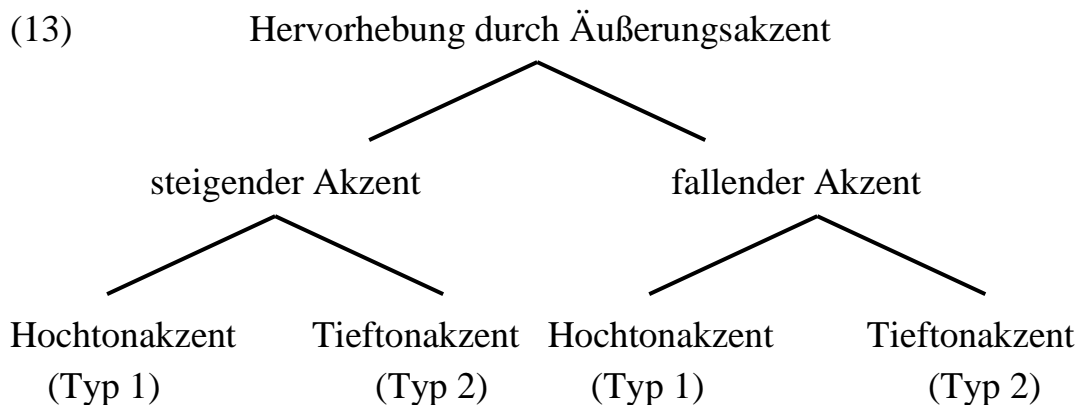 (13) Hervorhebung durch Äußerungsakzent
steigender Akzent fallender Akzent
Hochtonakzent Tieftonakzent Hochtonakzent Tieftonakzent
(Typ 1) (Typ 2) (Typ 1) (Typ 2)